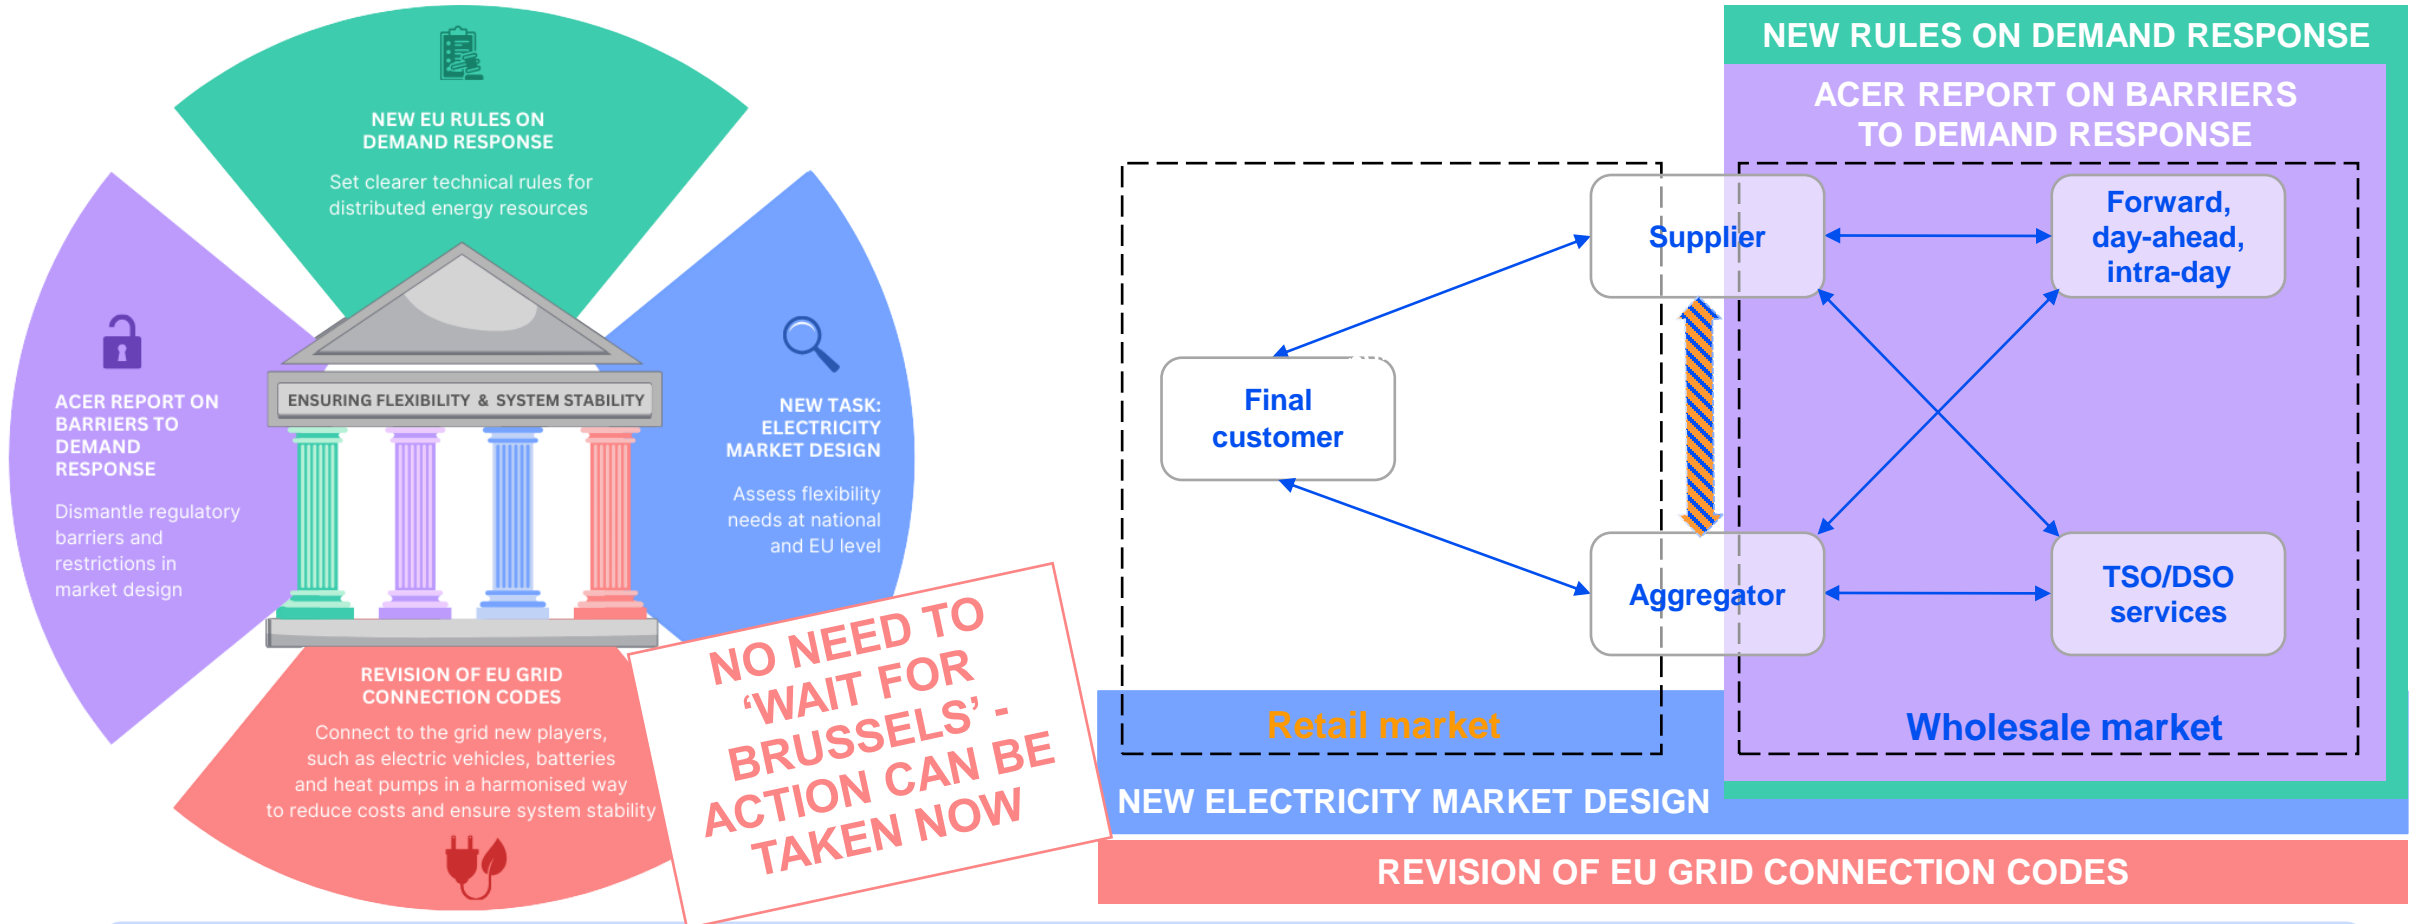 NEW EU RULES ON
DEMAND RESPONSE
Set clearer technical rules for
distributed energy resources
ACER REPORT ON
BARRIERS TO
DEMAND
RESPONSE
Dismantle regulatory
barriers and
restrictions in
market design
ENSURING FLEXIBILITY & SYSTEM STABILITY
NEW TASK:
ELECTRICITY
MARKET DESIGN
Assess flexibility
needs at national
and EU level
REVISION OF EU GRID
CONNECTION CODES
Connect to the grid new players,
such as electric vehicles, batteries
and heat pumps in a harmonised way
to reduce costs and ensure system stability
NO NEED TO
‘WAIT FOR
BRUSSELS’ -
ACTION CAN BE
TAKEN NOW
NEW RULES ON DEMAND RESPONSE
ACER REPORT ON BARRIERS
TO DEMAND RESPONSE
Supplier
Forward,
day-ahead,
intra-day
Final
customer
Aggregator
TSO/DSO
services
Retail market
Wholesale market
NEW ELECTRICITY MARKET DESIGN
REVISION OF EU GRID CONNECTION CODES